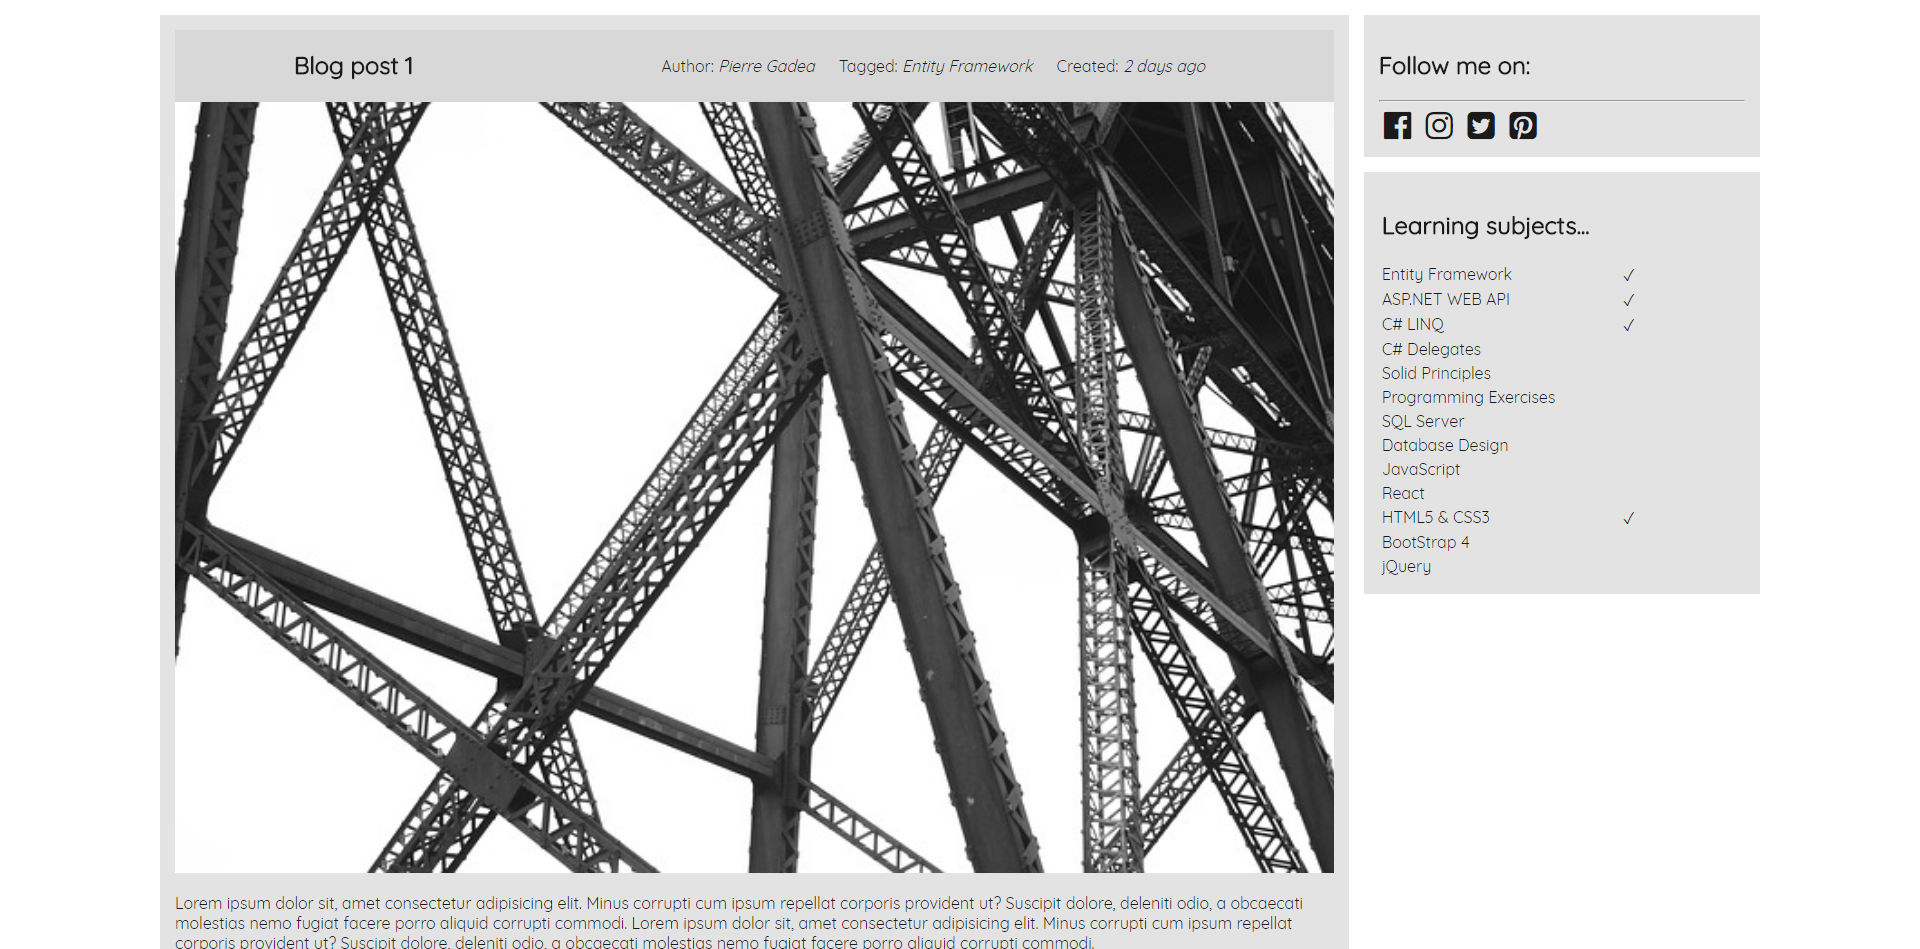 Blog post 1
Author: Pierre Gadea Tagged: Entity Framework Created: 2 days ago
Lorem ipsum dolor sit, amet consectetur adipisicing elit. Minus corrupti cum ipsum repellat corporis provident ut? Suscipit dolore, deleniti odio, a obcaecati
molestias nemo fugiat facere porro aliquid corrupti commodi. Lorem ipsum dolor sit, amet consectetur adipisicing elit. Minus corrupti cum ipsum repellat
corporis provident ut? Suscipit dolore, deleniti odio, a obcaecati molestias nemo fugiat facere porro aliquid corrupti commodi.
Follow me on:
Learning subjects...
Entity Framework ✓
ASP.NET WEB API ✓
C# LINQ ✓
C# Delegates
Solid Principles
Programming Exercises
SQL Server
Database Design
JavaScript
React
HTML5 & CSS3 ✓
BootStrap 4
jQuery